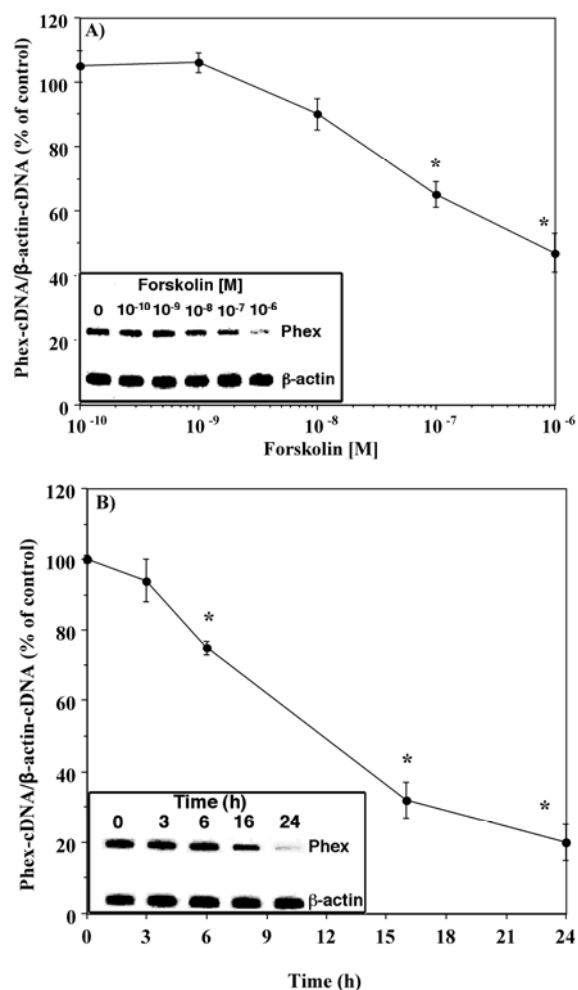 A)
Phex-cDNA/β-actin-cDNA (% of control)
120
100
80
60
40
20
0
Forskolin [M]
0 10⁻¹⁰ 10⁻⁹ 10⁻⁸ 10⁻⁷ 10⁻⁶
Phex
β-actin
*
*
10⁻¹⁰ 10⁻⁹ 10⁻⁸ 10⁻⁷ 10⁻⁶
Forskolin [M]
B)
Phex-cDNA/β-actin-cDNA (% of control)
120
100
80
60
40
20
0
*
*
*
Time (h)
0 3 6 16 24
Phex
β-actin
0 3 6 9 12 15 18 21 24
Time (h)